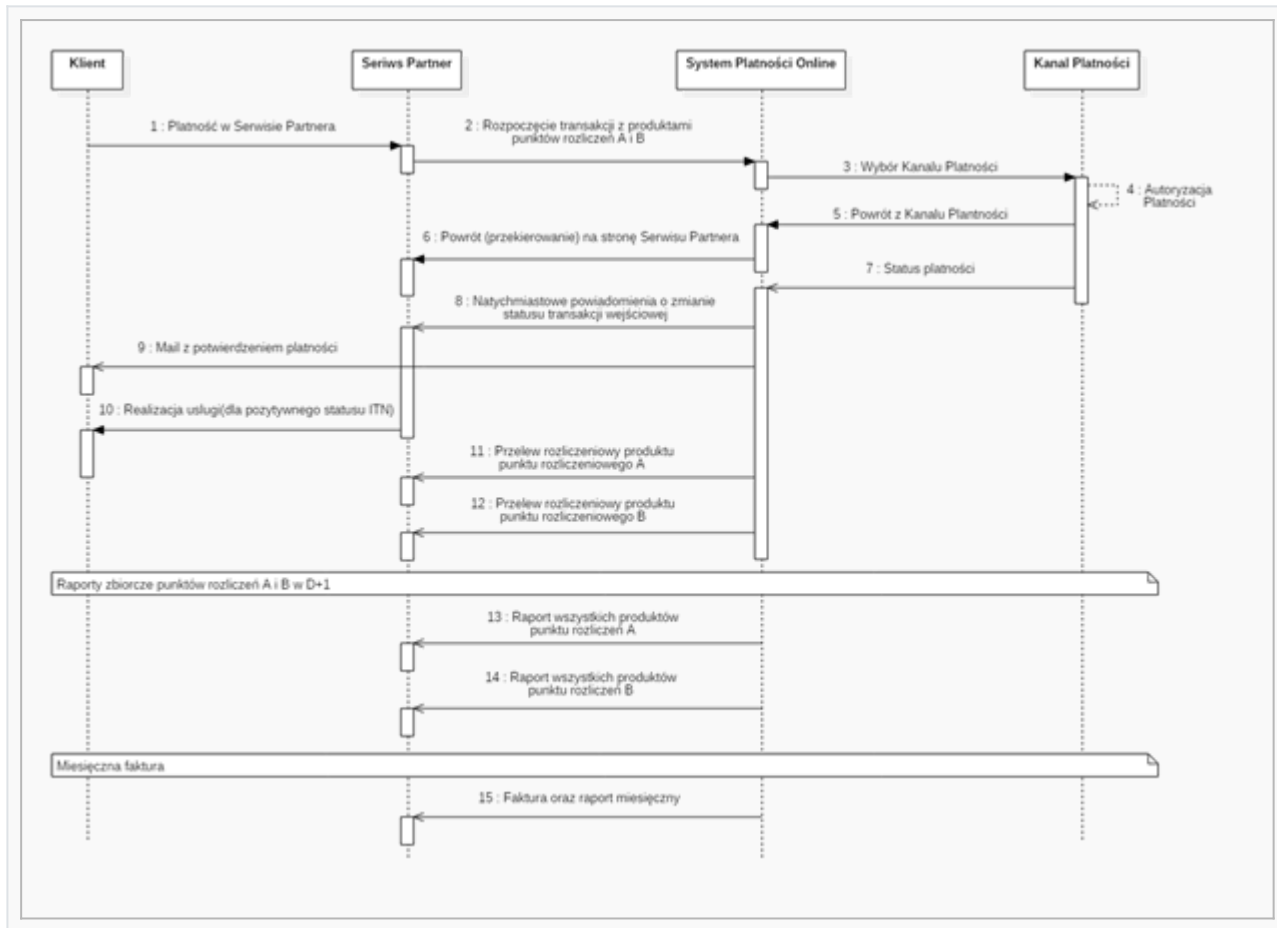 Klient
Seriws Partner
System Platności Online
Kanal Platności
1 : Platność w Serwisie Partnera
2 : Rozpoczęcie transakcji z produktami
punktów rozliczeń A i B
3 : Wybór Kanalu Platności
4 : Autoryzacja
Platności
5 : Powrót z Kanalu Plantności
6 : Powrót (przekierowanie) na stronę Serwisu Partnera
7 : Status platności
8 : Natychmiastowe powiadomienia o zmianie
statusu transakcji wejściowej
9 : Mail z potwierdzeniem platności
10 : Realizacja uslugi(dla pozytywnego statusu ITN)
11 : Przelew rozliczeniowy produktu
punktu rozliczeniowego A
12 : Przelew rozliczeniowy produktu
punktu rozliczeniowego B
Raporty zbiorcze punktów rozliczeń A i B w D+1
13 : Raport wszystkich produktów
punktu rozliczeń A
14 : Raport wszystkich produktów
punktu rozliczeń B
Miesięczna faktura
15 : Faktura oraz raport miesięczny